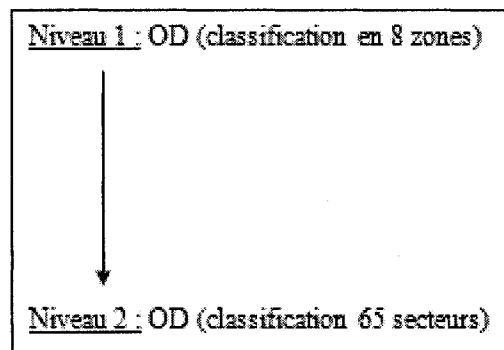 Niveau 1 : OD (classification en 8 zones)
Niveau 2 : OD (classification 65 secteurs)